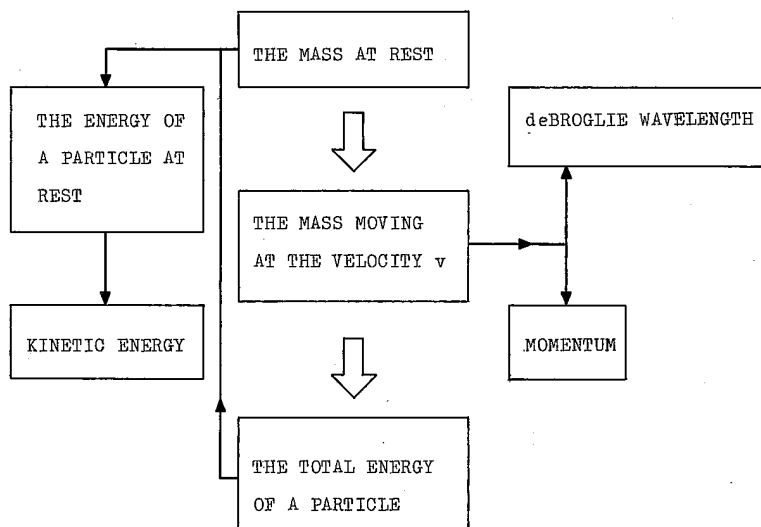 THE MASS AT REST
THE ENERGY OF
A PARTICLE AT
REST
deBROGLIE WAVELENGTH
THE MASS MOVING
AT THE VELOCITY v
KINETIC ENERGY
MOMENTUM
THE TOTAL ENERGY
OF A PARTICLE